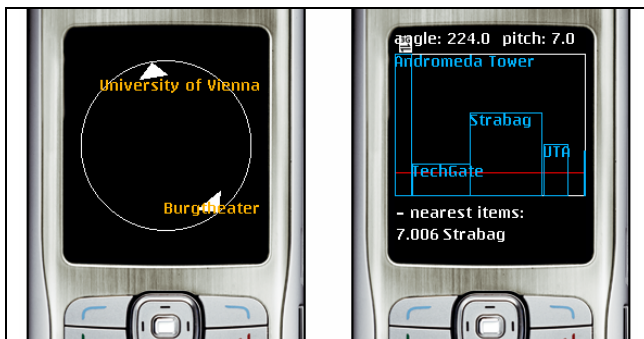 University of Vienna
Burgtheater
angle: 224.0 pitch: 7.0
Andromeda Tower
Strabag
UTA
TechGate
- nearest items:
7.006 Strabag